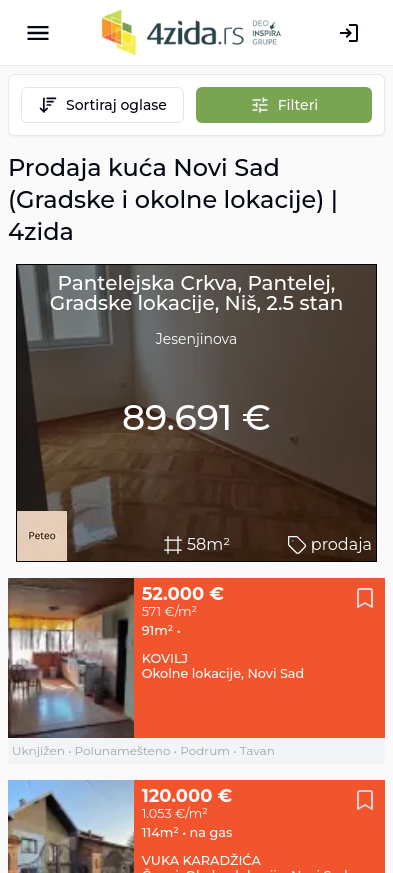 4zida.rs DEO INSPIRA GRUPE
Sortiraj oglase
Filteri
Prodaja kuća Novi Sad
(Gradske i okolne lokacije) |
4zida
Pantelejska Crkva, Pantelej,
Gradske lokacije, Niš, 2.5 stan
Jesenjinova
89.691 €
Peteo
58m²
prodaja
52.000 €
571 €/m²
91m² •
KOVILJ
Okolne lokacije, Novi Sad
Uknjižen • Polunamešteno • Podrum • Tavan
120.000 €
1.053 €/m²
114m² • na gas
VUKA KARADŽIĆA